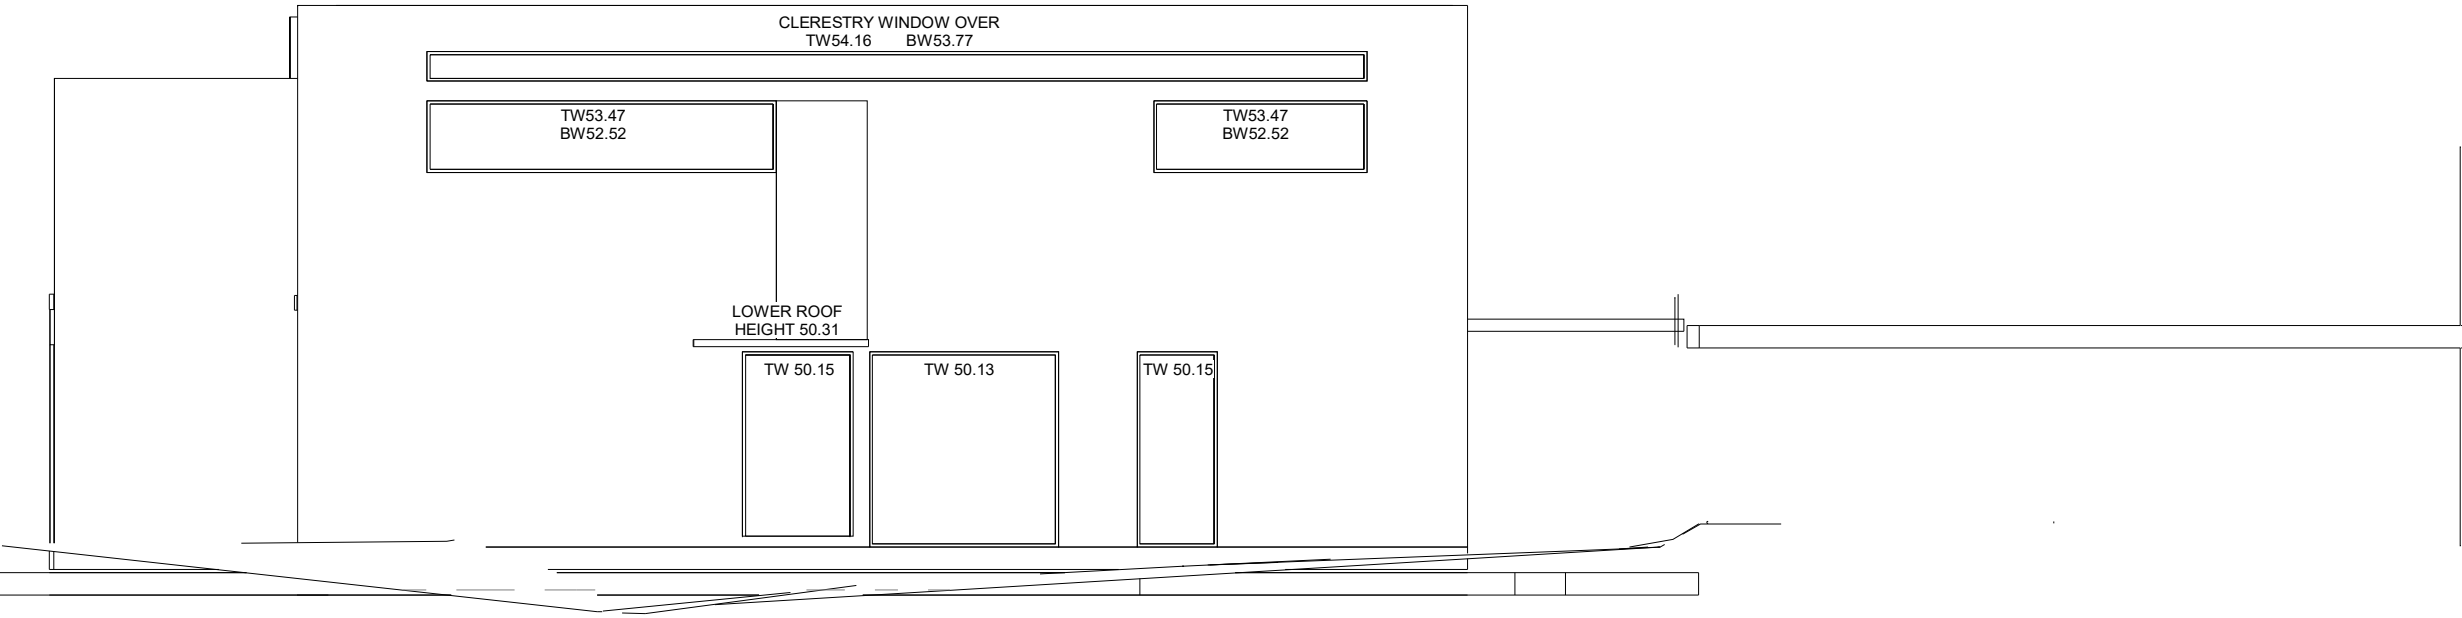 CLERESTRY WINDOW OVER
TW54.16 BW53.77
TW53.47
BW52.52
TW53.47
BW52.52
LOWER ROOF
HEIGHT 50.31
TW 50.15
TW 50.13
TW 50.15